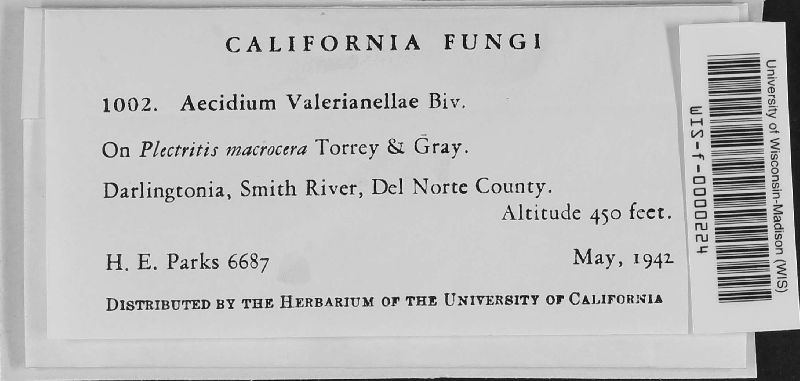 CALIFORNIA FUNGI
1002. Aecidium Valerianellae Biv.
On Plectritis macrocera Torrey & Gray.
Darlingtonia, Smith River, Del Norte County.
Altitude 450 feet.
H. E. Parks 6687
May, 1942
DISTRIBUTED BY THE HERBARIUM OF THE UNIVERSITY OF CALIFORNIA
University of Wisconsin-Madison (WIS)
WIS-f-0000224